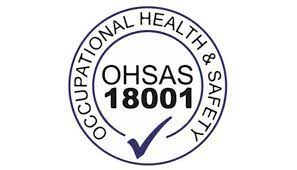 OCCUPATIONAL HEALTH & SAFETY
OHSAS
18001